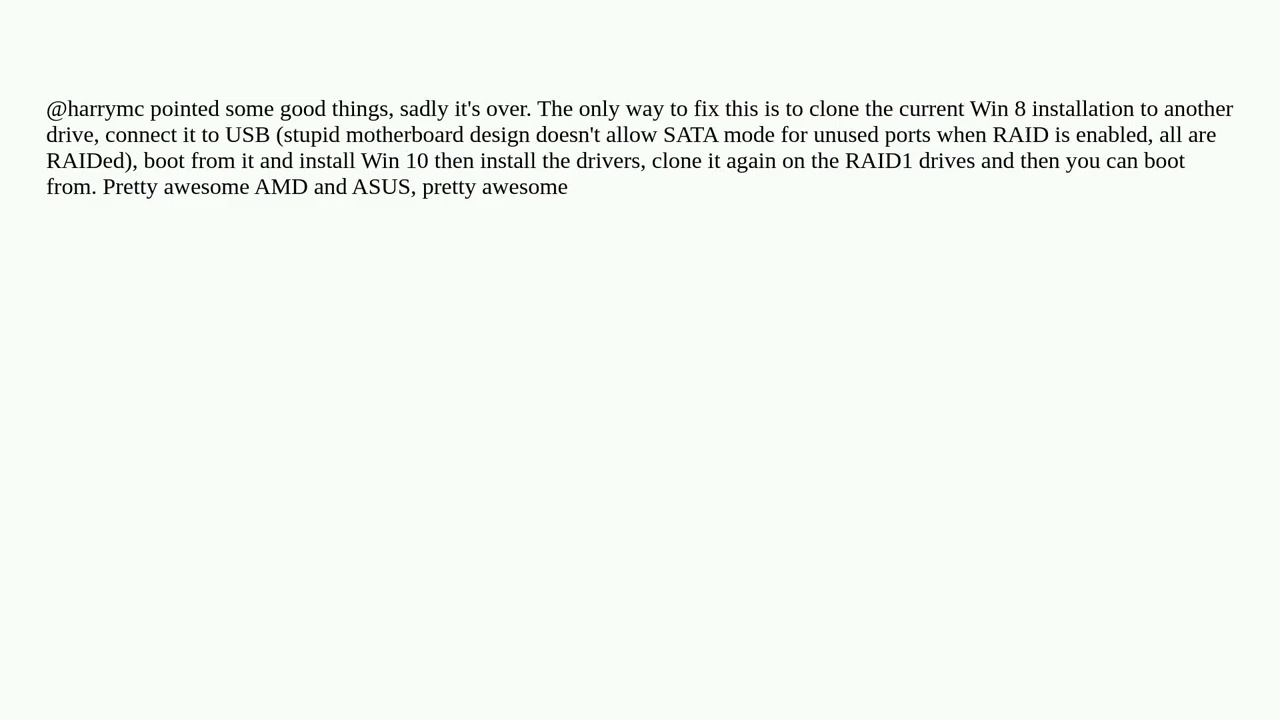 @harrymc pointed some good things, sadly it's over. The only way to fix this is to clone the current Win 8 installation to another
drive, connect it to USB (stupid motherboard design doesn't allow SATA mode for unused ports when RAID is enabled, all are
RAIDed), boot from it and install Win 10 then install the drivers, clone it again on the RAID1 drives and then you can boot
from. Pretty awesome AMD and ASUS, pretty awesome